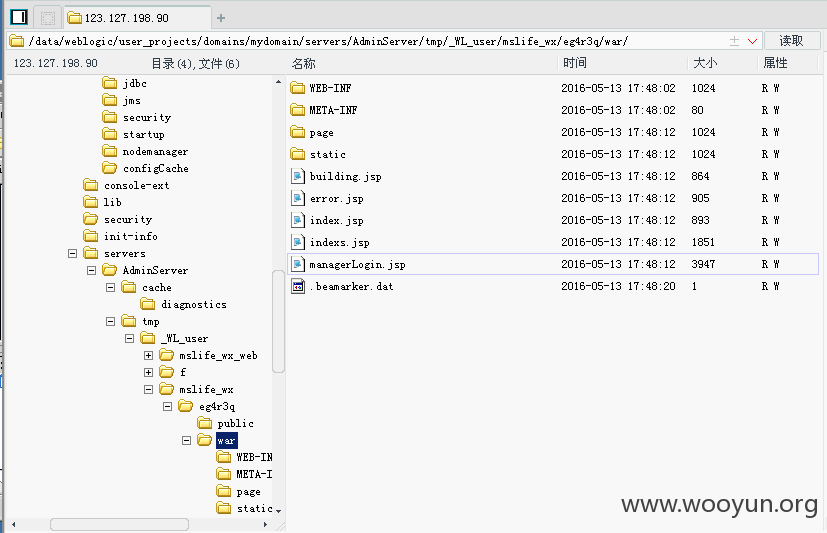 123.127.198.90
/data/weblogic/user_projects/domains/mydomain/servers/AdminServer/tmp/_WL_user/mslife_wx/eg4r3q/war/ 读取
123.127.198.90 目录(4),文件(6)
jdbc
jms
security
startup
nodemanager
configCache
console-ext
lib
security
init-info
servers
AdminServer
cache
diagnostics
tmp
_WL_user
mslife_wx_web
f
mslife_wx
eg4r3q
public
war
WEB-IN
META-I
page
static
名称 时间 大小 属性
WEB-INF 2016-05-13 17:48:02 1024 R W
META-INF 2016-05-13 17:48:02 80 R W
page 2016-05-13 17:48:12 1024 R W
static 2016-05-13 17:48:12 1024 R W
building.jsp 2016-05-13 17:48:12 864 R W
error.jsp 2016-05-13 17:48:12 905 R W
index.jsp 2016-05-13 17:48:12 893 R W
indexs.jsp 2016-05-13 17:48:12 1851 R W
managerLogin.jsp 2016-05-13 17:48:12 3947 R W
.beamarker.dat 2016-05-13 17:48:20 1 R W
www.wooyun.org